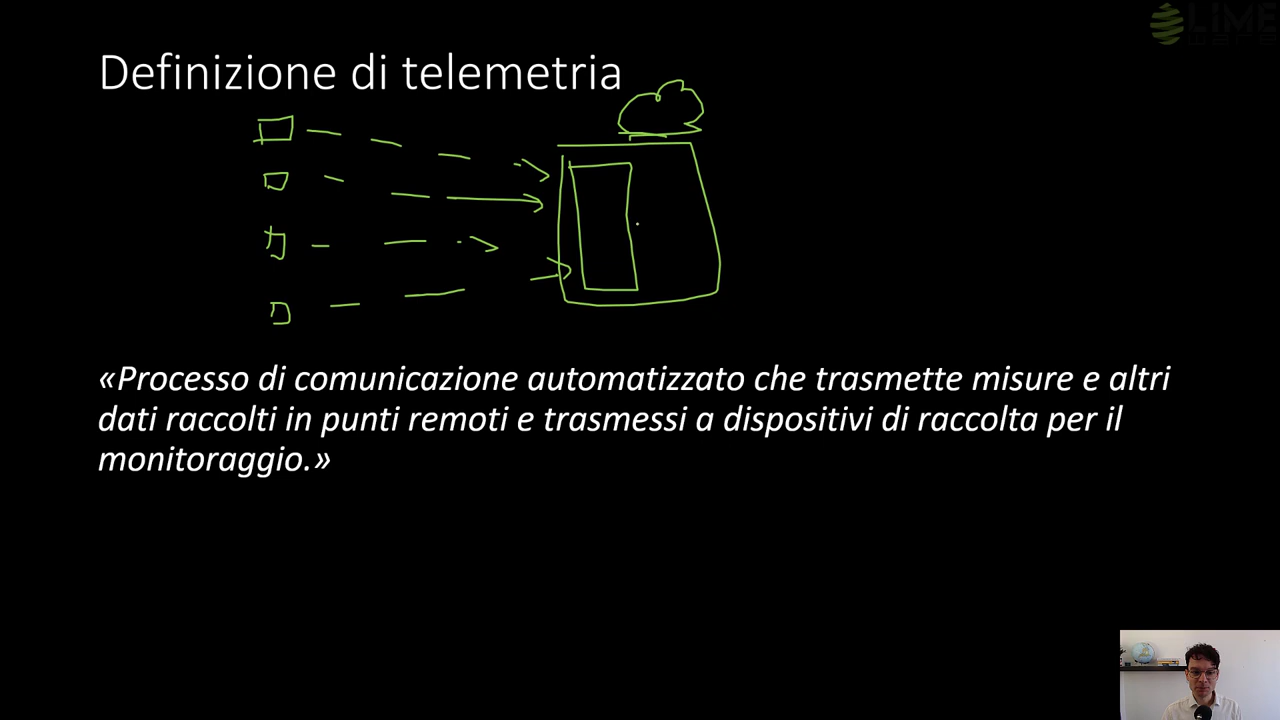 Definizione di telemetria
LIME
«Processo di comunicazione automatizzato che trasmette misure e altri
dati raccolti in punti remoti e trasmessi a dispositivi di raccolta per il
monitoraggio.»